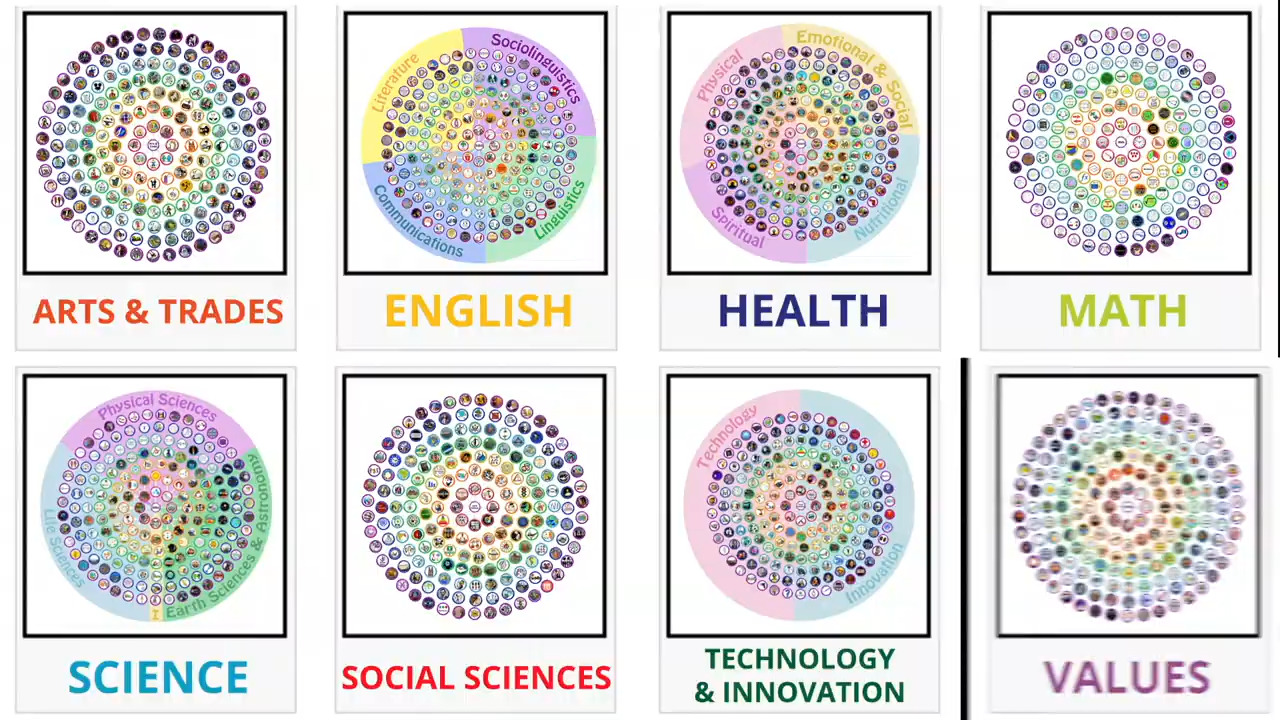 Literature
Sociolinguistics
Communications
Linguistics
Physical
Emotional & Social
Spiritual
Nutritional
ARTS & TRADES
ENGLISH
HEALTH
MATH
Physical Sciences
Life Sciences
Earth Sciences & Astronomy
Technology
Innovation
SCIENCE
SOCIAL SCIENCES
TECHNOLOGY
& INNOVATION
VALUES